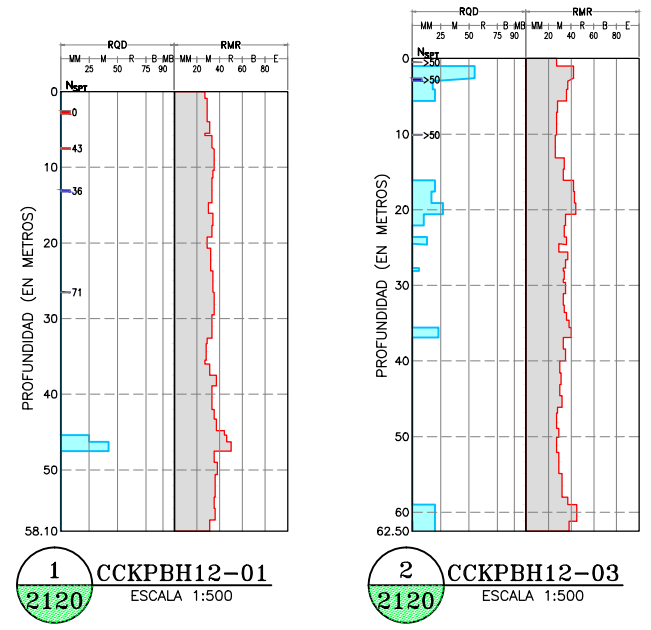 RQD RMR
MM M R B MB MM M R B E
25 50 75 90 20 40 60 80
NSPT
0
0
43
10
36
20
71
30
40
50
58.10
PROFUNDIDAD (EN METROS)
1
2120
CCKPBH12-01
ESCALA 1:500
RQD RMR
MM M R B MB MM M R B E
25 50 75 90 20 40 60 80
NSPT
0
>50
>50
10
>50
20
30
40
50
60
62.50
PROFUNDIDAD (EN METROS)
2
2120
CCKPBH12-03
ESCALA 1:500